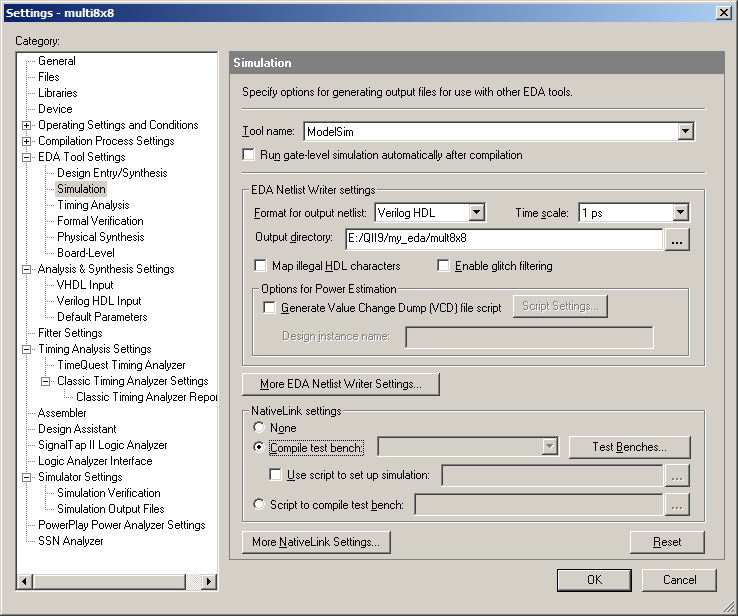 Settings - multi8x8
Category:
General
Files
Libraries
Device
Operating Settings and Conditions
Compilation Process Settings
EDA Tool Settings
Design Entry/Synthesis
Simulation
Timing Analysis
Formal Verification
Physical Synthesis
Board-Level
Analysis & Synthesis Settings
VHDL Input
Verilog HDL Input
Default Parameters
Fitter Settings
Timing Analysis Settings
TimeQuest Timing Analyzer
Classic Timing Analyzer Settings
Classic Timing Analyzer Repor
Assembler
Design Assistant
SignalTap II Logic Analyzer
Logic Analyzer Interface
Simulator Settings
Simulation Verification
Simulation Output Files
PowerPlay Power Analyzer Settings
SSN Analyzer
Simulation
Specify options for generating output files for use with other EDA tools.
Tool name: ModelSim
Run gate-level simulation automatically after compilation
EDA Netlist Writer settings
Format for output netlist: Verilog HDL Time scale: 1 ps
Output directory: E:/QII9/my_eda/mult8x8 ...
Map illegal HDL characters Enable glitch filtering
Options for Power Estimation
Generate Value Change Dump (VCD) file script Script Settings...
Design instance name:
More EDA Netlist Writer Settings...
NativeLink settings
None
Compile test bench: Test Benches...
Use script to set up simulation: ...
Script to compile test bench: ...
More NativeLink Settings... Reset
OK Cancel